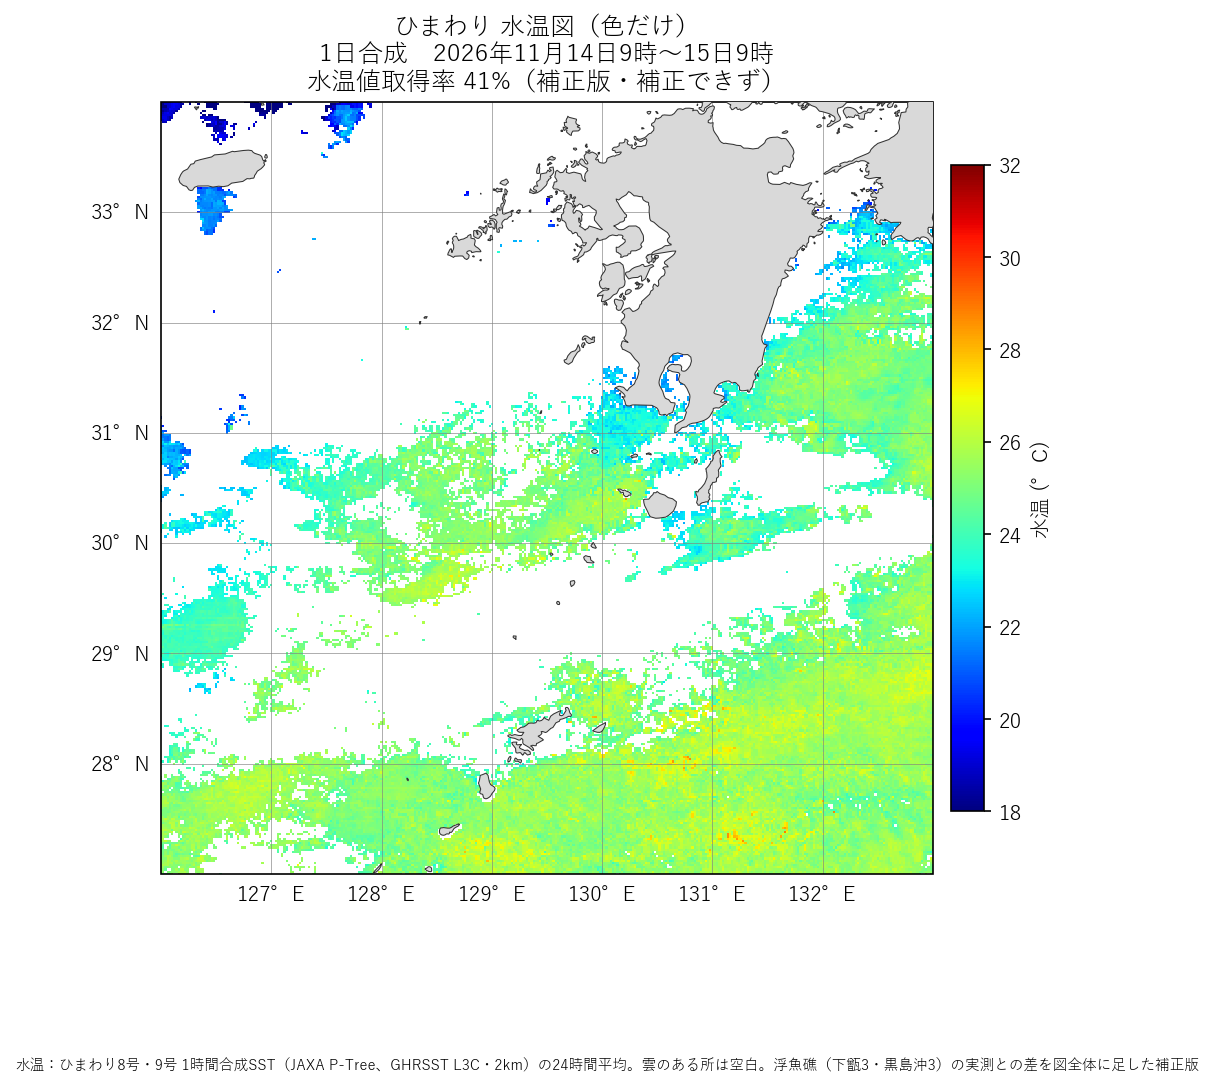 ひまわり 水温図（色だけ）
1日合成　2026年11月14日9時～15日9時
水温値取得率 41%（補正版・補正できず）
33° N
32° N
31° N
30° N
29° N
28° N
127° E
128° E
129° E
130° E
131° E
132° E
32
30
28
26
24
22
20
18
水温（° C）
水温：ひまわり8号・9号 1時間合成SST（JAXA P-Tree、GHRSST L3C・2km）の24時間平均。雲のある所は空白。浮魚礁（下甑3・黒島沖3）の実測との差を図全体に足した補正版